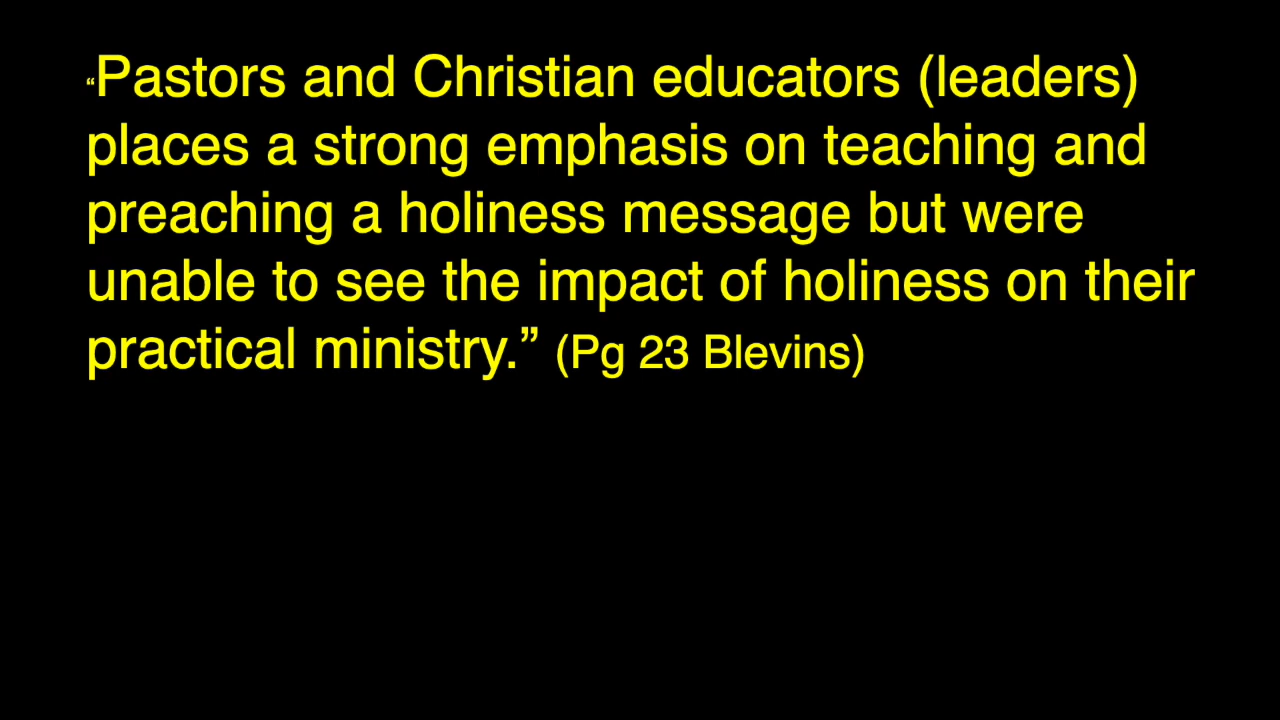 “Pastors and Christian educators (leaders)
places a strong emphasis on teaching and
preaching a holiness message but were
unable to see the impact of holiness on their
practical ministry.” (Pg 23 Blevins)